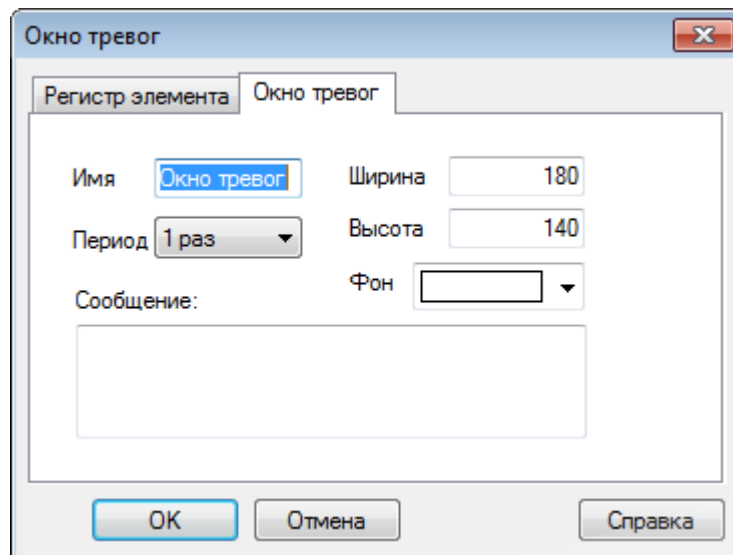 Окно тревог
Регистр элемента Окно тревог
Имя Окно тревог Ширина 180
Период 1 раз Высота 140
Фон
Сообщение:
OK Отмена Справка